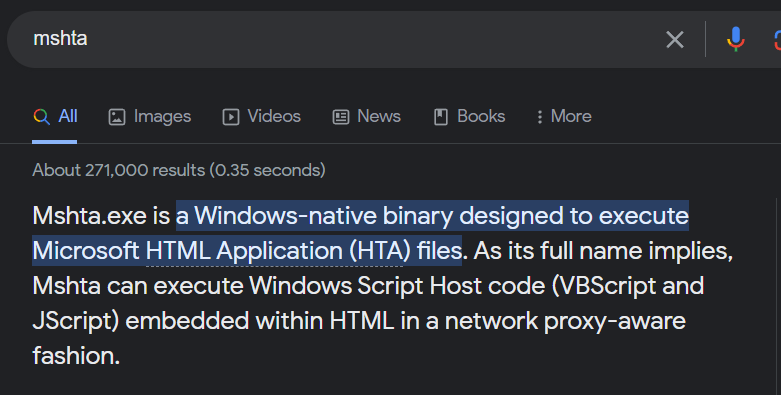 mshta
All Images Videos News Books More
About 271,000 results (0.35 seconds)
Mshta.exe is a Windows-native binary designed to execute
Microsoft HTML Application (HTA) files. As its full name implies,
Mshta can execute Windows Script Host code (VBScript and
JScript) embedded within HTML in a network proxy-aware
fashion.